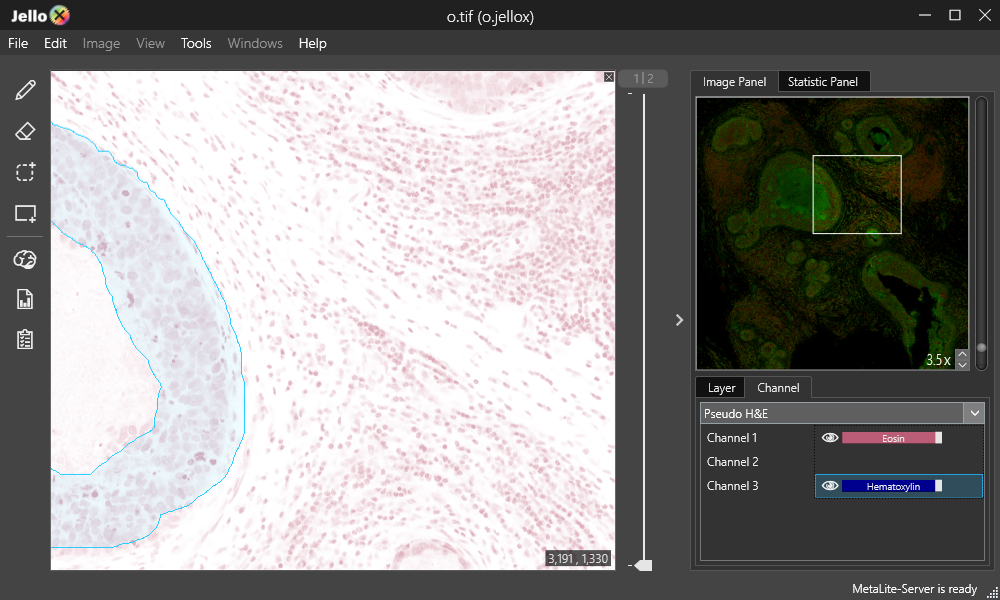 Jello X
o.tif (o.jellox)
File Edit Image View Tools Windows Help
1|2
Image Panel Statistic Panel
3.5x
Layer Channel
Pseudo H&E
Channel 1 Eosin
Channel 2
Channel 3 Hematoxylin
3,191 , 1,330
MetaLite-Server is ready